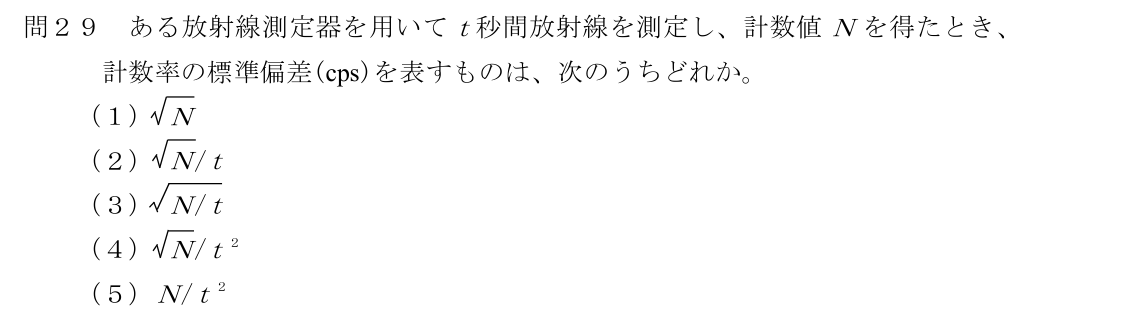 問２９　ある放射線測定器を用いて t 秒間放射線を測定し、計数値 N を得たとき、
計数率の標準偏差(cps)を表すものは、次のうちどれか。
(１) √N
(２) √N/ t
(３) √(N/ t)
(４) √N/ t ²
(５) N/ t ²